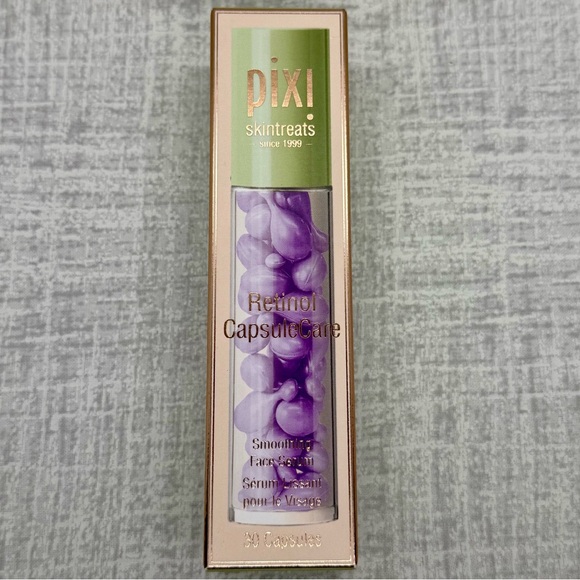 pixi
skintreats
– since 1999 –
Retinol
CapsuleCare
Smoothing
Face Serum
Sérum Lissant
pour le Visage
30 Capsules